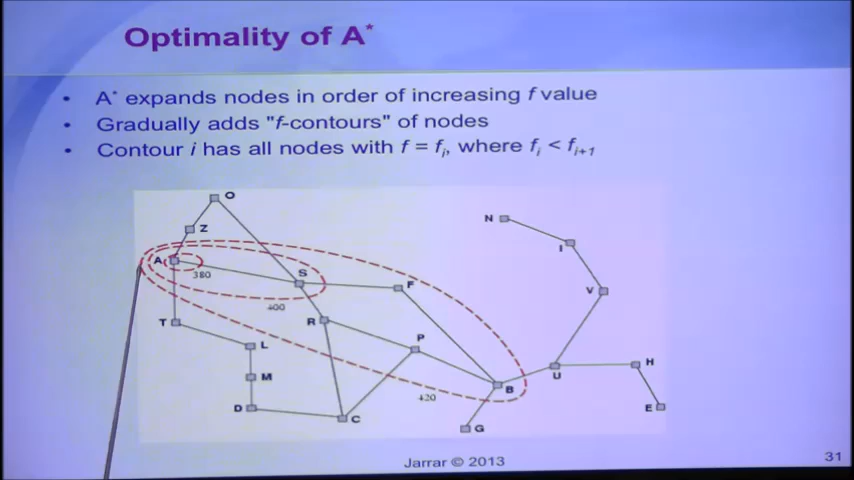 Optimality of A*
• A* expands nodes in order of increasing f value
• Gradually adds "f-contours" of nodes
• Contour i has all nodes with f = fi, where fi < fi+1
O
N
Z
I
A
S
380
F
V
400
R
T
P
L
H
U
M
B
420
D
E
C
G
Jarrar © 2013
31